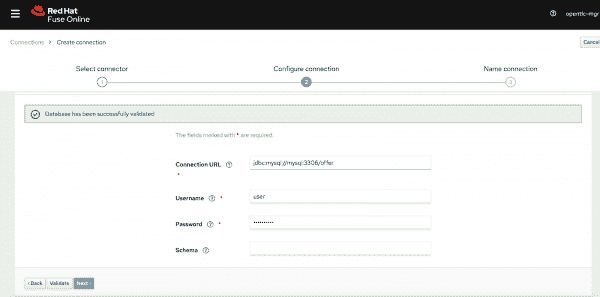 Red Hat
Fuse Online
opentlc-mgr
Connections > Create connection
Cancel
Select connector
Configure connection
Name connection
1
2
3
Database has been successfully validated
The fields marked with * are required.
Connection URL
*
jdbc:mysql://mysql:3306/offer
Username *
user
Password *
••••••••••
Schema
‹ Back
Validate
Next ›